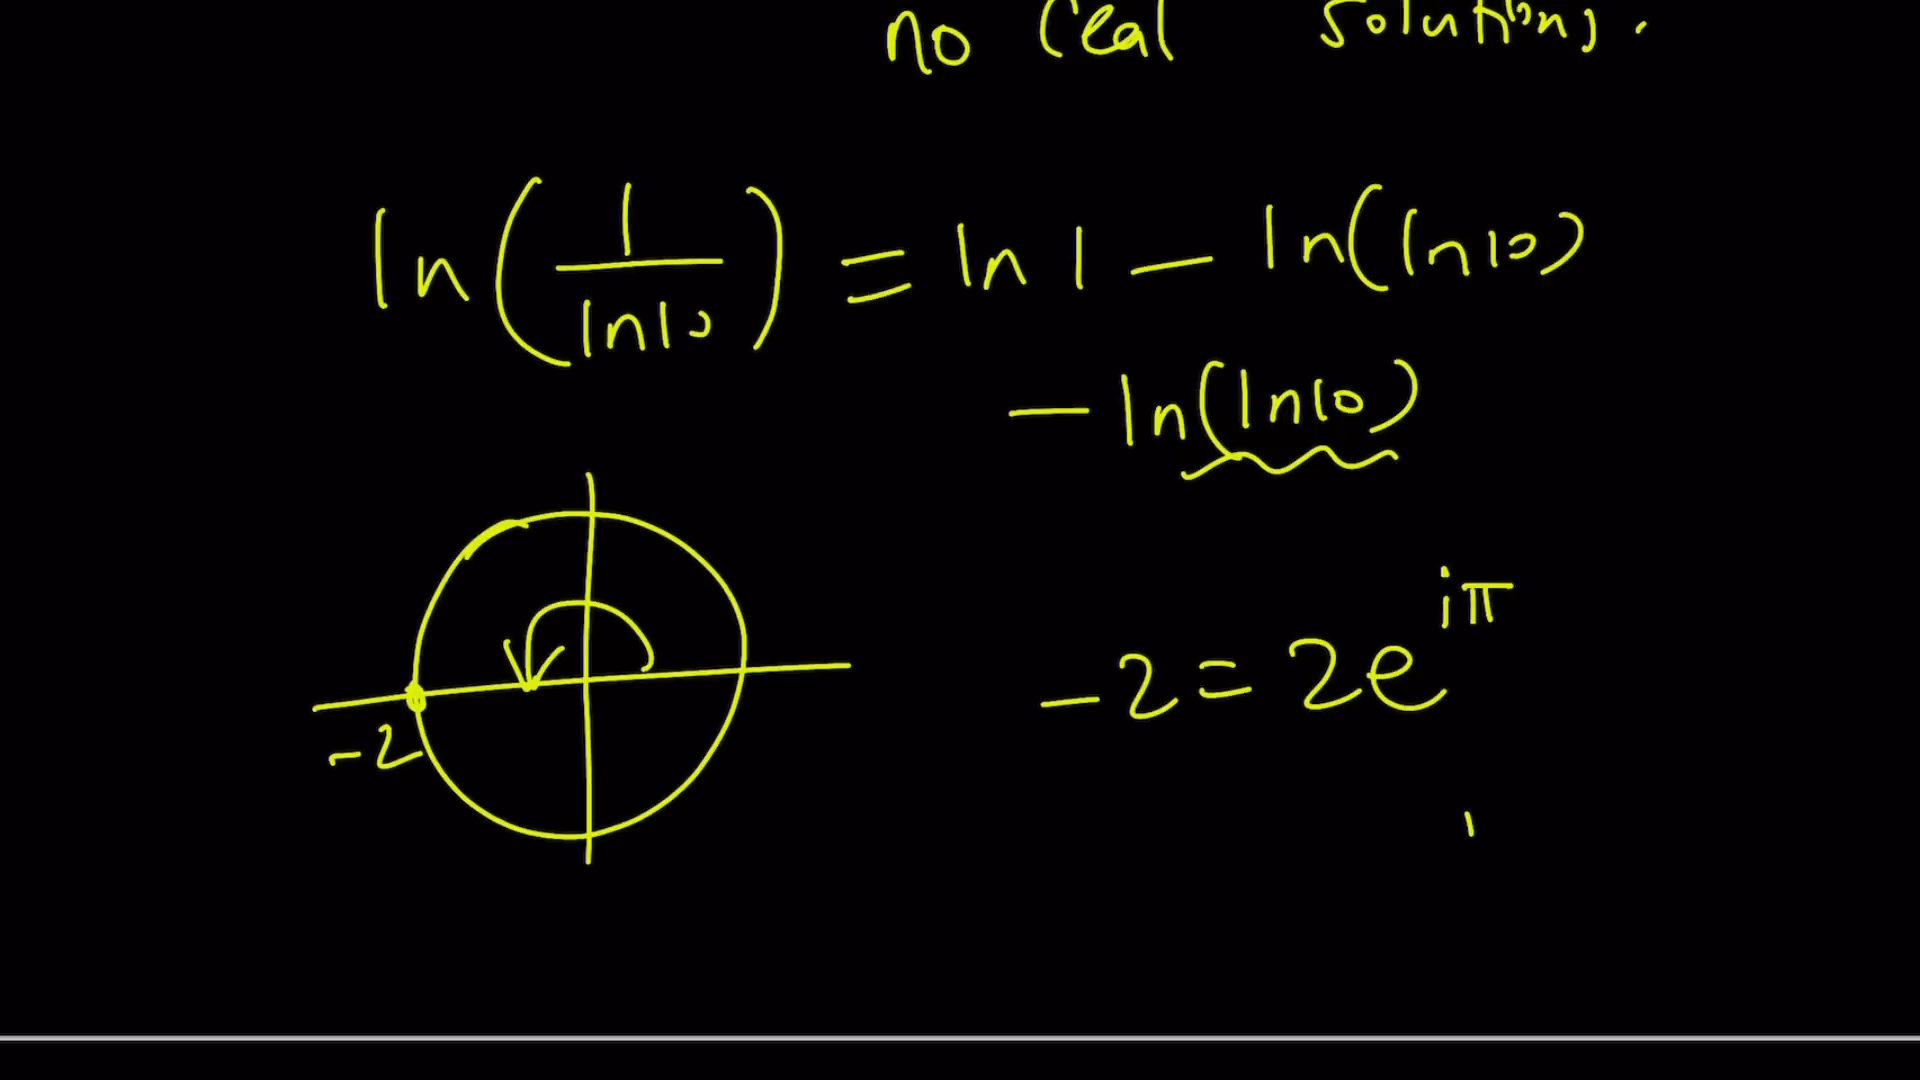 no real solutions.
ln(1/ln10) = ln 1 - ln(ln10)
- ln(ln10)
-2
-2 = 2e^iπ